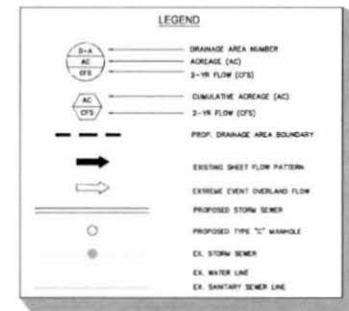 LEGEND
D-A
AC
CFS
DRAINAGE AREA NUMBER
ACREAGE (AC)
2-YR FLOW (CFS)
AC
CFS
CUMULATIVE ACREAGE (AC)
2-YR FLOW (CFS)
PROP. DRAINAGE AREA BOUNDARY
EXISTING SHEET FLOW PATTERN
EXTREME EVENT OVERLAND FLOW
PROPOSED STORM SEWER
PROPOSED TYPE "C" MANHOLE
EX. STORM SEWER
EX. WATER LINE
EX. SANITARY SEWER LINE